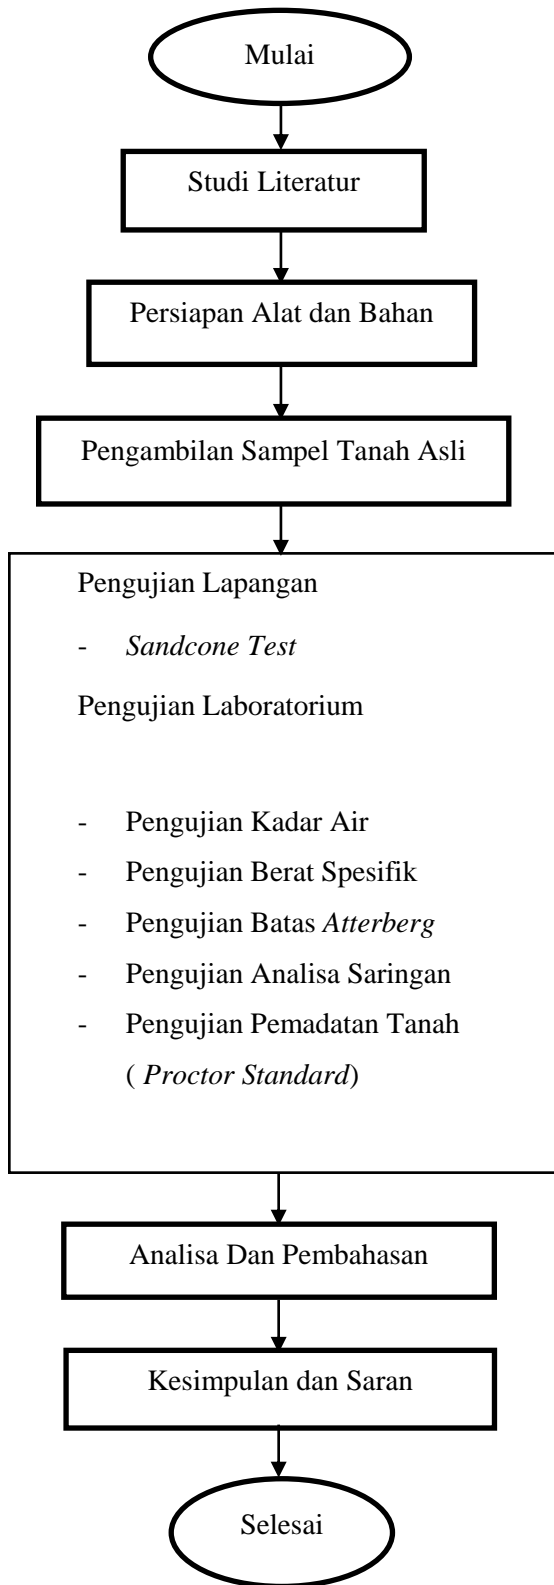 Mulai
Studi Literatur
Persiapan Alat dan Bahan
Pengambilan Sampel Tanah Asli
Pengujian Lapangan
- Sandcone Test
Pengujian Laboratorium
- Pengujian Kadar Air
- Pengujian Berat Spesifik
- Pengujian Batas Atterberg
- Pengujian Analisa Saringan
- Pengujian Pemadatan Tanah
( Proctor Standard)
Analisa Dan Pembahasan
Kesimpulan dan Saran
Selesai